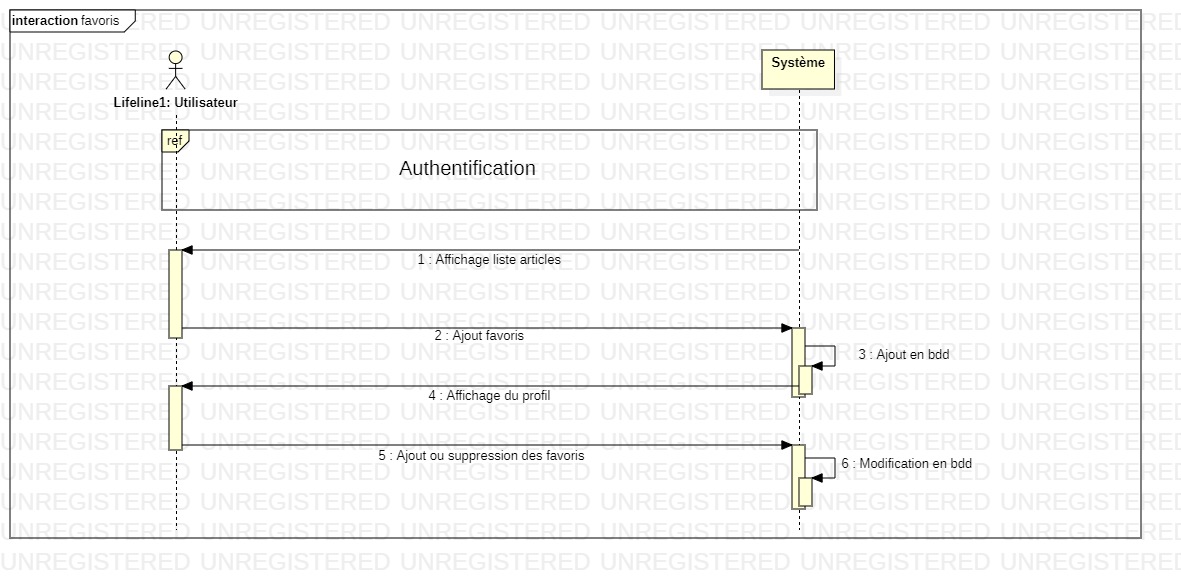 interaction favoris
Lifeline1: Utilisateur
Système
ref
Authentification
1 : Affichage liste articles
2 : Ajout favoris
3 : Ajout en bdd
4 : Affichage du profil
5 : Ajout ou suppression des favoris
6 : Modification en bdd
UNREGISTERED UNREGISTERED UNREGISTERED UNREGISTERED UNREGISTERED UNREGISTERED